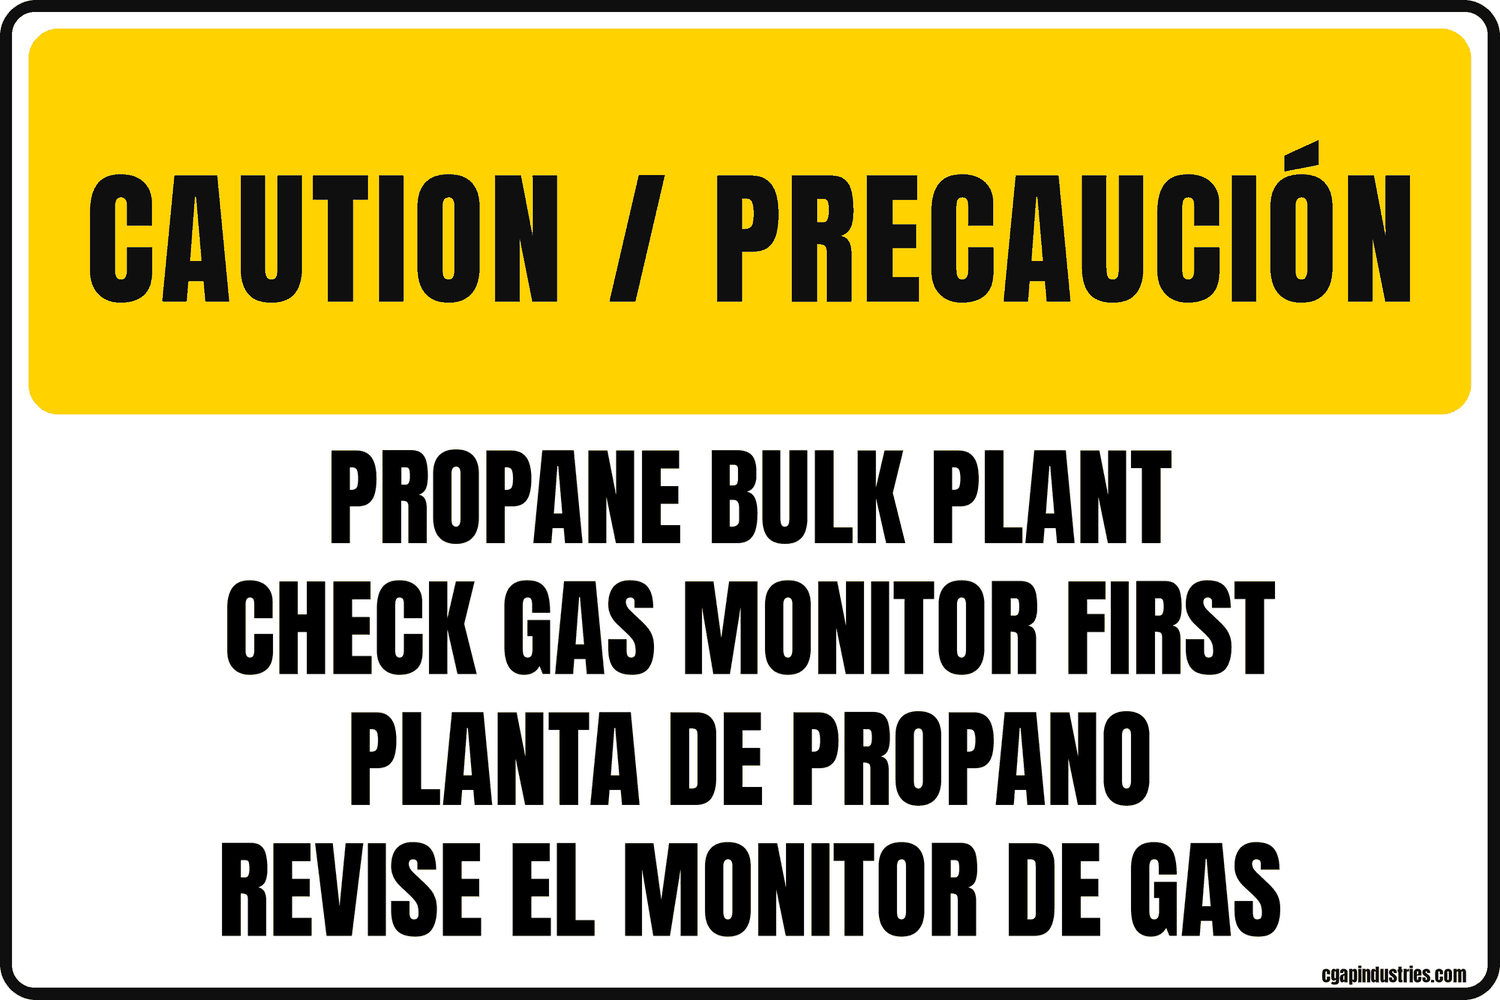 CAUTION / PRECAUCIÓN
PROPANE BULK PLANT
CHECK GAS MONITOR FIRST
PLANTA DE PROPANO
REVISE EL MONITOR DE GAS
cgapindustries.com